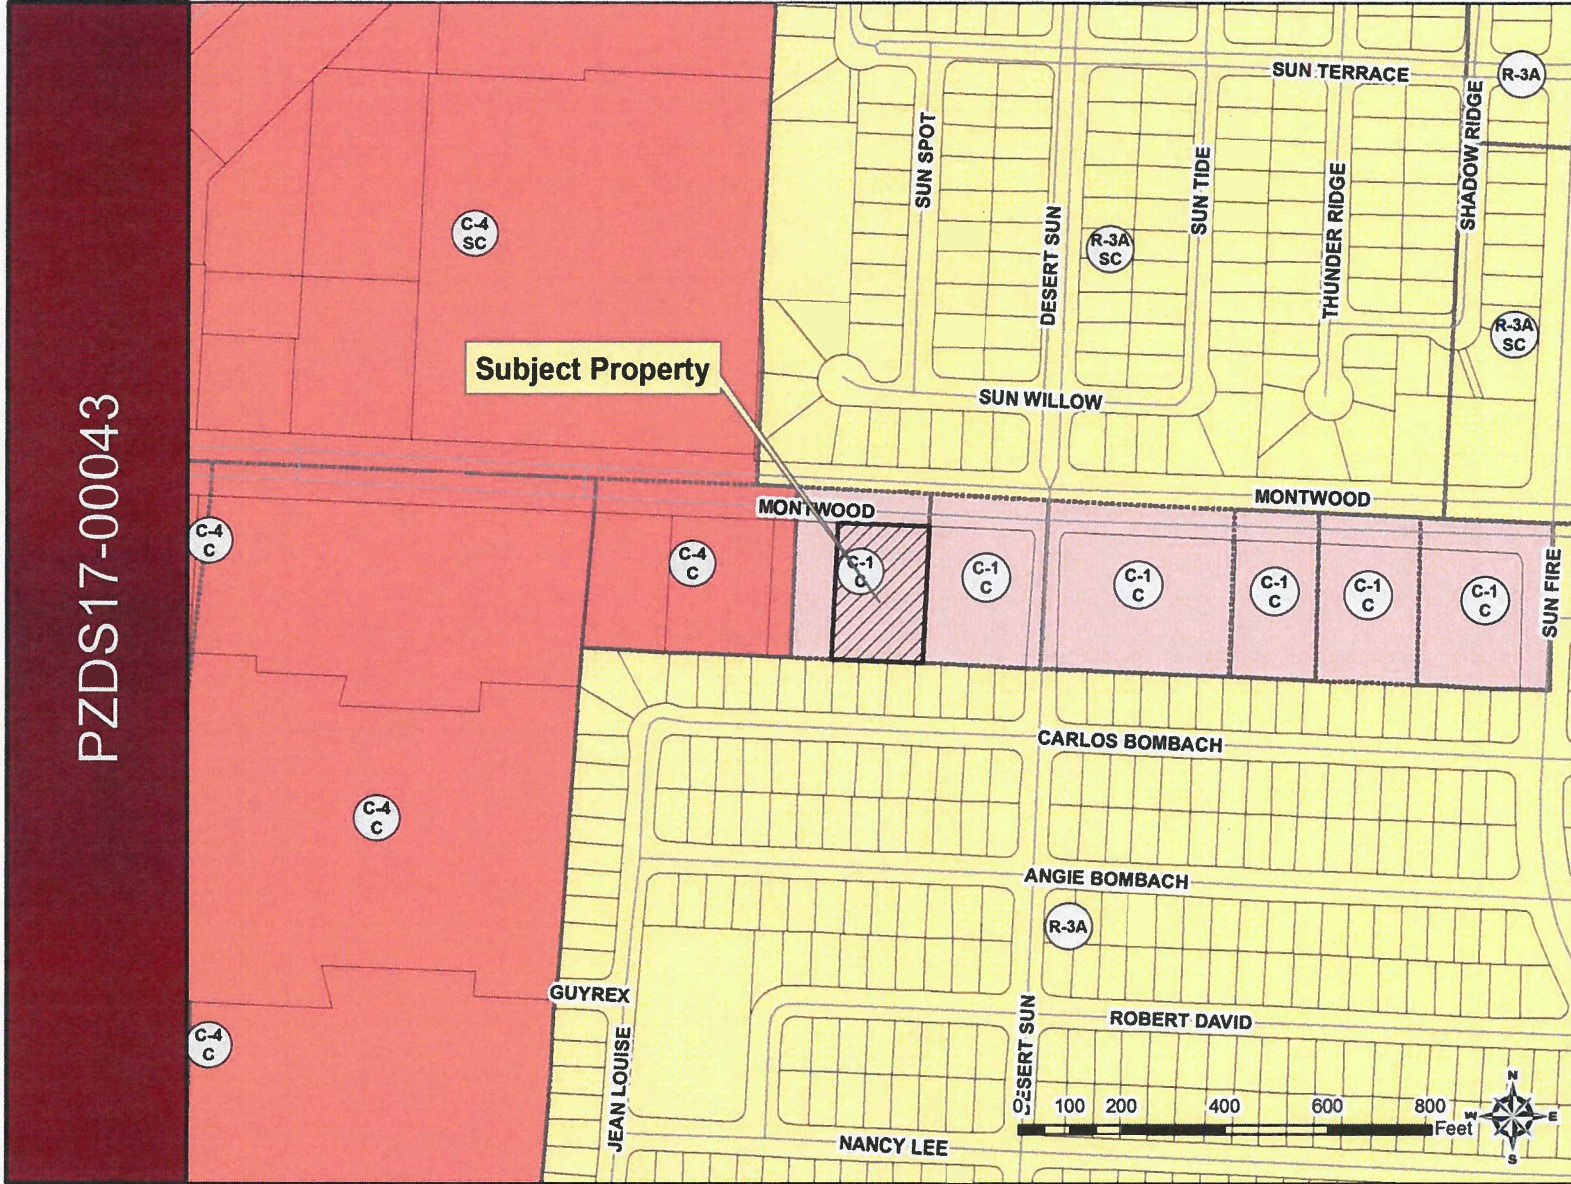 PZDS17-00043
SUN TERRACE
R-3A
SUN SPOT
SHADOW RIDGE
SUN TIDE
THUNDER RIDGE
DESERT SUN
C-4
SC
R-3A
SC
R-3A
SC
Subject Property
SUN WILLOW
MONTWOOD
MONTWOOD
C-4
C
C-4
C
C-1
C
C-1
C
C-1
C
C-1
C
C-1
C
C-1
C
SUN FIRE
CARLOS BOMBACH
C-4
C
ANGIE BOMBACH
R-3A
GUYREX
ROBERT DAVID
DESERT SUN
C-4
C
JEAN LOUISE
NANCY LEE
0 100 200 400 600 800
Feet
N
W
E
S